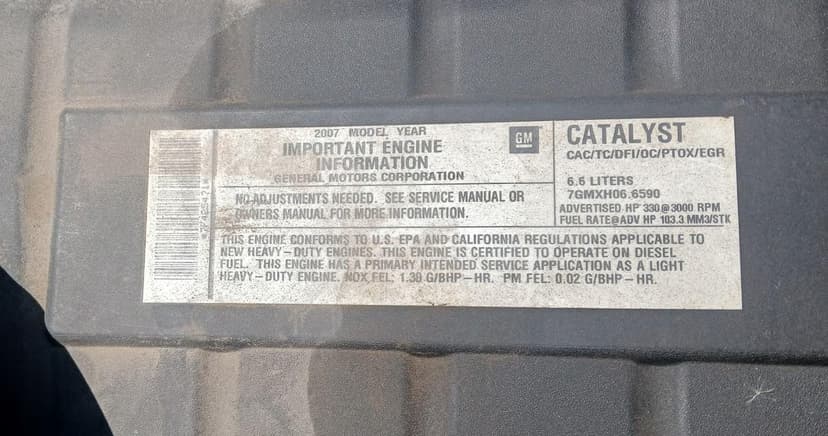 2007 MODEL YEAR
IMPORTANT ENGINE
INFORMATION
GENERAL MOTORS CORPORATION
GM
NO ADJUSTMENTS NEEDED. SEE SERVICE MANUAL OR
OWNERS MANUAL FOR MORE INFORMATION.
CATALYST
CAC/TC/DFI/OC/PTOX/EGR
6.6 LITERS
7GMXH06.6590
ADVERTISED HP 330@3000 RPM
FUEL RATE@ADV HP 103.3 MM3/STK
THIS ENGINE CONFORMS TO U.S. EPA AND CALIFORNIA REGULATIONS APPLICABLE TO
NEW HEAVY-DUTY ENGINES. THIS ENGINE IS CERTIFIED TO OPERATE ON DIESEL
FUEL. THIS ENGINE HAS A PRIMARY INTENDED SERVICE APPLICATION AS A LIGHT
HEAVY-DUTY ENGINE. NOX FEL: 1.30 G/BHP-HR. PM FEL: 0.02 G/BHP-HR.